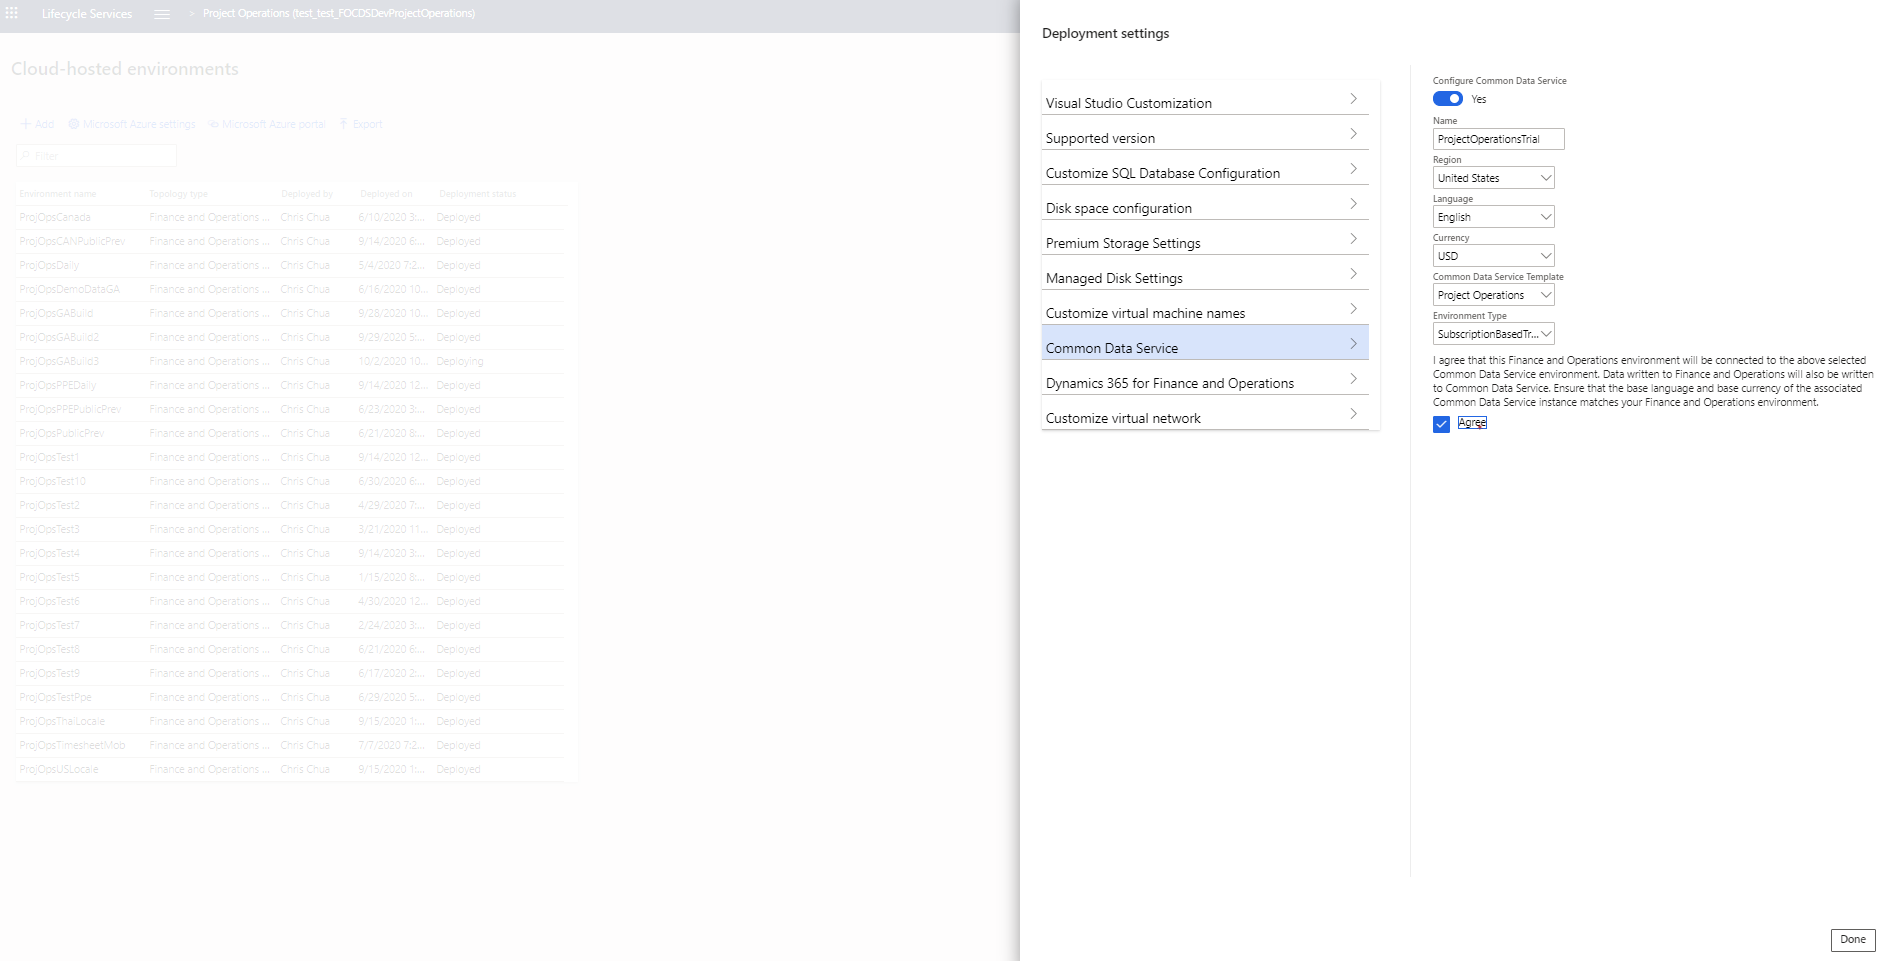 Lifecycle Services > Project Operations (test_test_FOCDSDevProjectOperations)
Cloud-hosted environments
Add Microsoft Azure settings Microsoft Azure portal Export
Filter
Environment name Topology type Deployed by Deployed on Deployment status
ProjOpsCanada Finance and Operations ... Chris Chua 6/10/2020 3:... Deployed
ProjOpsCANPublicPrev Finance and Operations ... Chris Chua 9/14/2020 6:... Deployed
ProjOpsDaily Finance and Operations ... Chris Chua 5/4/2020 7:2... Deployed
ProjOpsDemoDataGA Finance and Operations ... Chris Chua 6/16/2020 10... Deployed
ProjOpsGABuild Finance and Operations ... Chris Chua 9/28/2020 10... Deployed
ProjOpsGABuild2 Finance and Operations ... Chris Chua 9/29/2020 5:... Deployed
ProjOpsGABuild3 Finance and Operations ... Chris Chua 10/2/2020 10... Deploying
ProjOpsPPEDaily Finance and Operations ... Chris Chua 9/14/2020 12... Deployed
ProjOpsPPEPublicPrev Finance and Operations ... Chris Chua 6/23/2020 3:... Deployed
ProjOpsPublicPrev Finance and Operations ... Chris Chua 6/21/2020 6:... Deployed
ProjOpsTest1 Finance and Operations ... Chris Chua 9/14/2020 12... Deployed
ProjOpsTest10 Finance and Operations ... Chris Chua 6/30/2020 6:... Deployed
ProjOpsTest2 Finance and Operations ... Chris Chua 4/29/2020 7:... Deployed
ProjOpsTest3 Finance and Operations ... Chris Chua 3/21/2020 11... Deployed
ProjOpsTest4 Finance and Operations ... Chris Chua 9/14/2020 3:... Deployed
ProjOpsTest5 Finance and Operations ... Chris Chua 1/15/2020 8:... Deployed
ProjOpsTest6 Finance and Operations ... Chris Chua 4/30/2020 12... Deployed
ProjOpsTest7 Finance and Operations ... Chris Chua 2/24/2020 3:... Deployed
ProjOpsTest8 Finance and Operations ... Chris Chua 6/21/2020 6:... Deployed
ProjOpsTest9 Finance and Operations ... Chris Chua 6/17/2020 2:... Deployed
ProjOpsTestPpe Finance and Operations ... Chris Chua 6/29/2020 5:... Deployed
ProjOpsThaiLocale Finance and Operations ... Chris Chua 9/15/2020 1:... Deployed
ProjOpsTimesheetMob Finance and Operations ... Chris Chua 7/7/2020 7:2... Deployed
ProjOpsUSLocale Finance and Operations ... Chris Chua 9/15/2020 1:... Deployed
Deployment settings
Visual Studio Customization
Supported version
Customize SQL Database Configuration
Disk space configuration
Premium Storage Settings
Managed Disk Settings
Customize virtual machine names
Common Data Service
Dynamics 365 for Finance and Operations
Customize virtual network
Configure Common Data Service
Yes
Name
ProjectOperationsTrial
Region
United States
Language
English
Currency
USD
Common Data Service Template
Project Operations
Environment Type
SubscriptionBasedTr...
I agree that this Finance and Operations environment will be connected to the above selected
Common Data Service environment. Data written to Finance and Operations will also be written
to Common Data Service. Ensure that the base language and base currency of the associated
Common Data Service instance matches your Finance and Operations environment.
Agree
Done